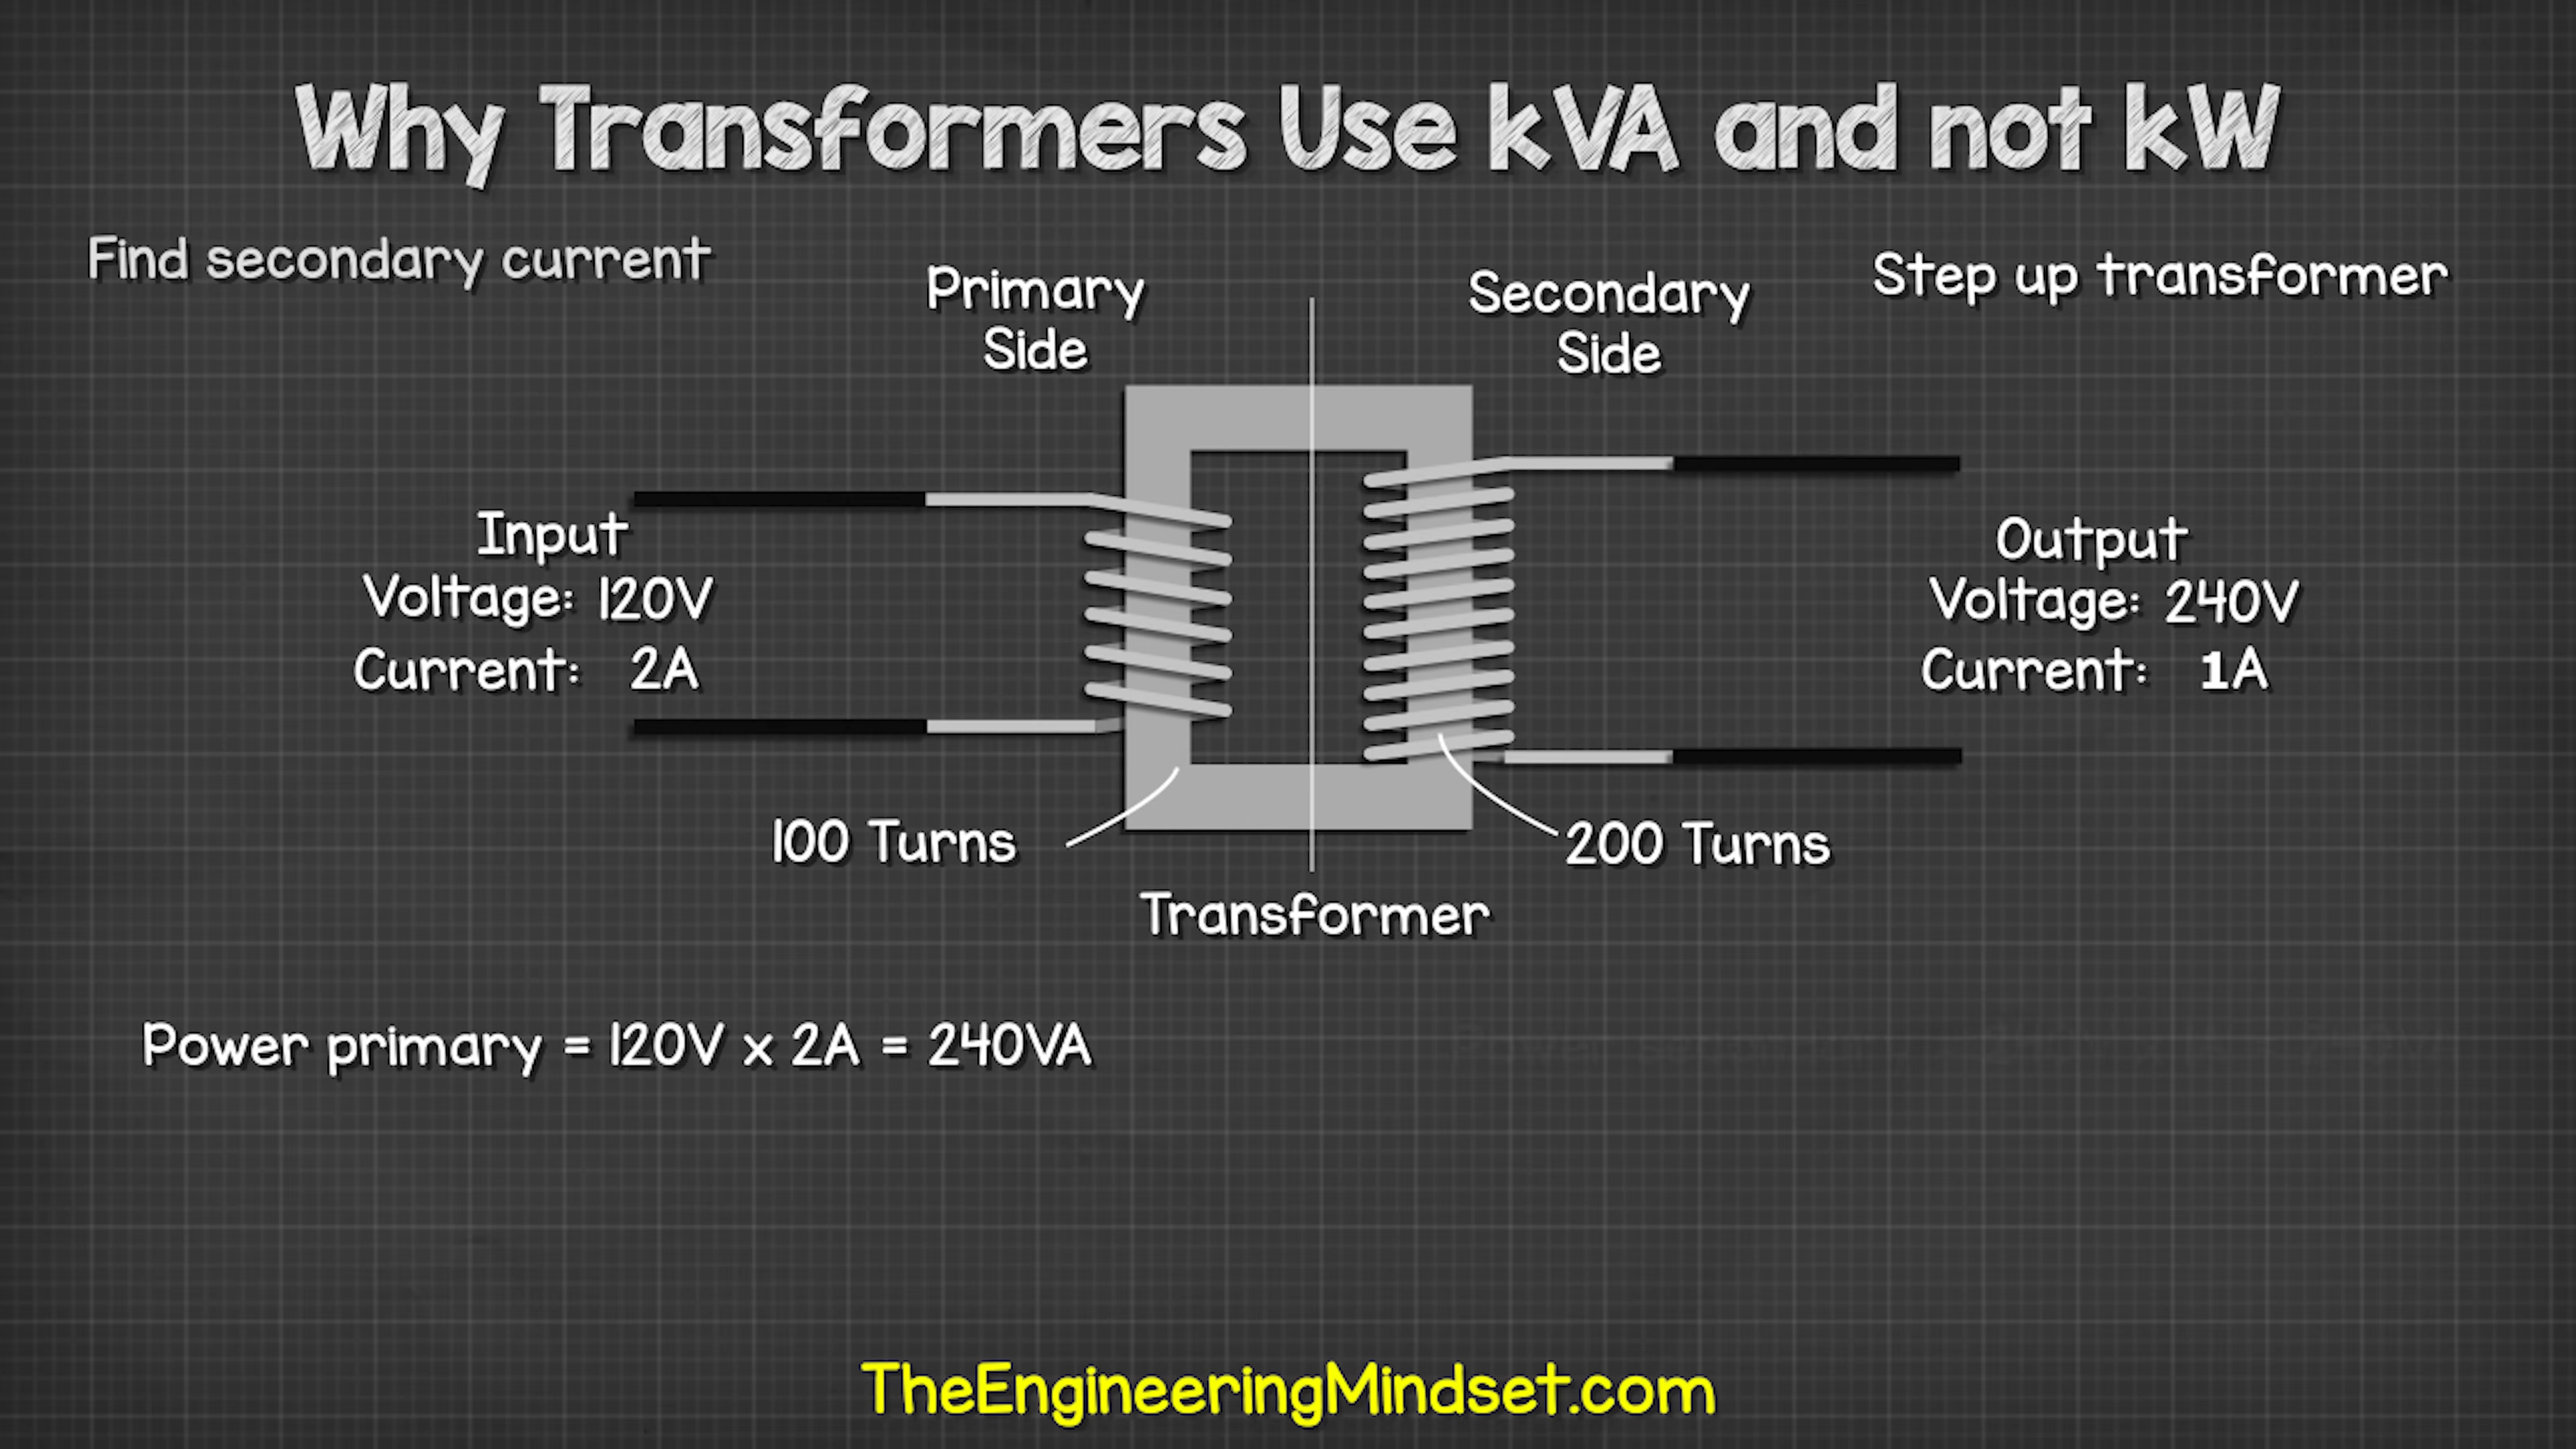 Why Transformers Use kVA and not kW
Find secondary current
Primary
Side
Secondary
Side
Step up transformer
Input
Voltage: 120V
Current: 2A
Output
Voltage: 240V
Current: 1A
100 Turns
200 Turns
Transformer
Power primary = 120V x 2A = 240VA
TheEngineeringMindset.com